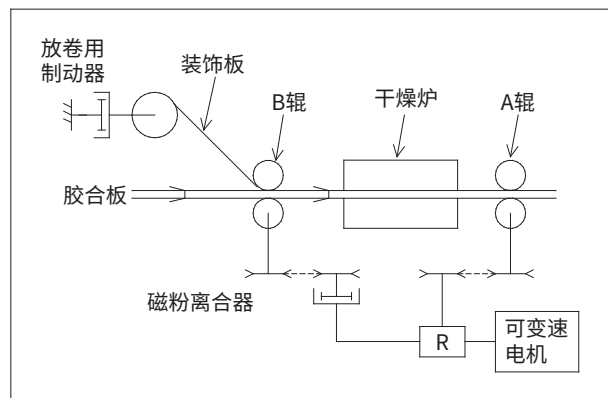 放卷用
制动器
装饰板
B辊
干燥炉
A辊
胶合板
磁粉离合器
R
可变速
电机